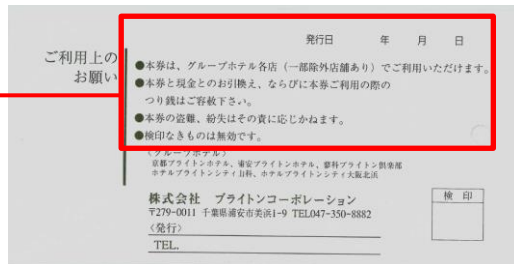 発行日　　年　　月　　日
ご利用上の
お願い
●本券は、グループホテル各店（一部除外店舗あり）でご利用いただけます。
●本券と現金とのお引換え、ならびに本券ご利用の際の
つり銭はご容赦下さい。
●本券の盗難、紛失はその責に応じかねます。
●検印なきものは無効です。
〈グループホテル〉
京都ブライトンホテル、浦安ブライトンホテル、蓼科ブライトン倶楽部
ホテルブライトンシティ山科、ホテルブライトンシティ大阪北浜
株式会社　ブライトンコーポレーション
〒279-0011 千葉県浦安市美浜1-9 TEL047-350-8882
〈発行〉
TEL.
検 印